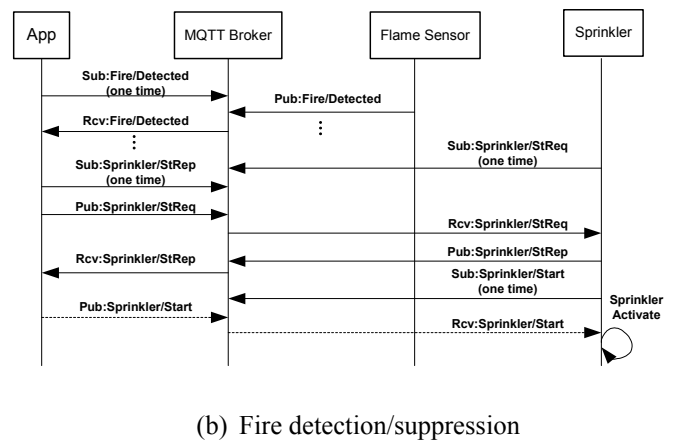 App
MQTT Broker
Flame Sensor
Sprinkler
Sub:Fire/Detected
(one time)
Pub:Fire/Detected
Rcv:Fire/Detected
Sub:Sprinkler/StReq
(one time)
Sub:Sprinkler/StRep
(one time)
Pub:Sprinkler/StReq
Rcv:Sprinkler/StReq
Pub:Sprinkler/StRep
Rcv:Sprinkler/StRep
Sub:Sprinkler/Start
(one time)
Pub:Sprinkler/Start
Sprinkler
Activate
Rcv:Sprinkler/Start
(b) Fire detection/suppression